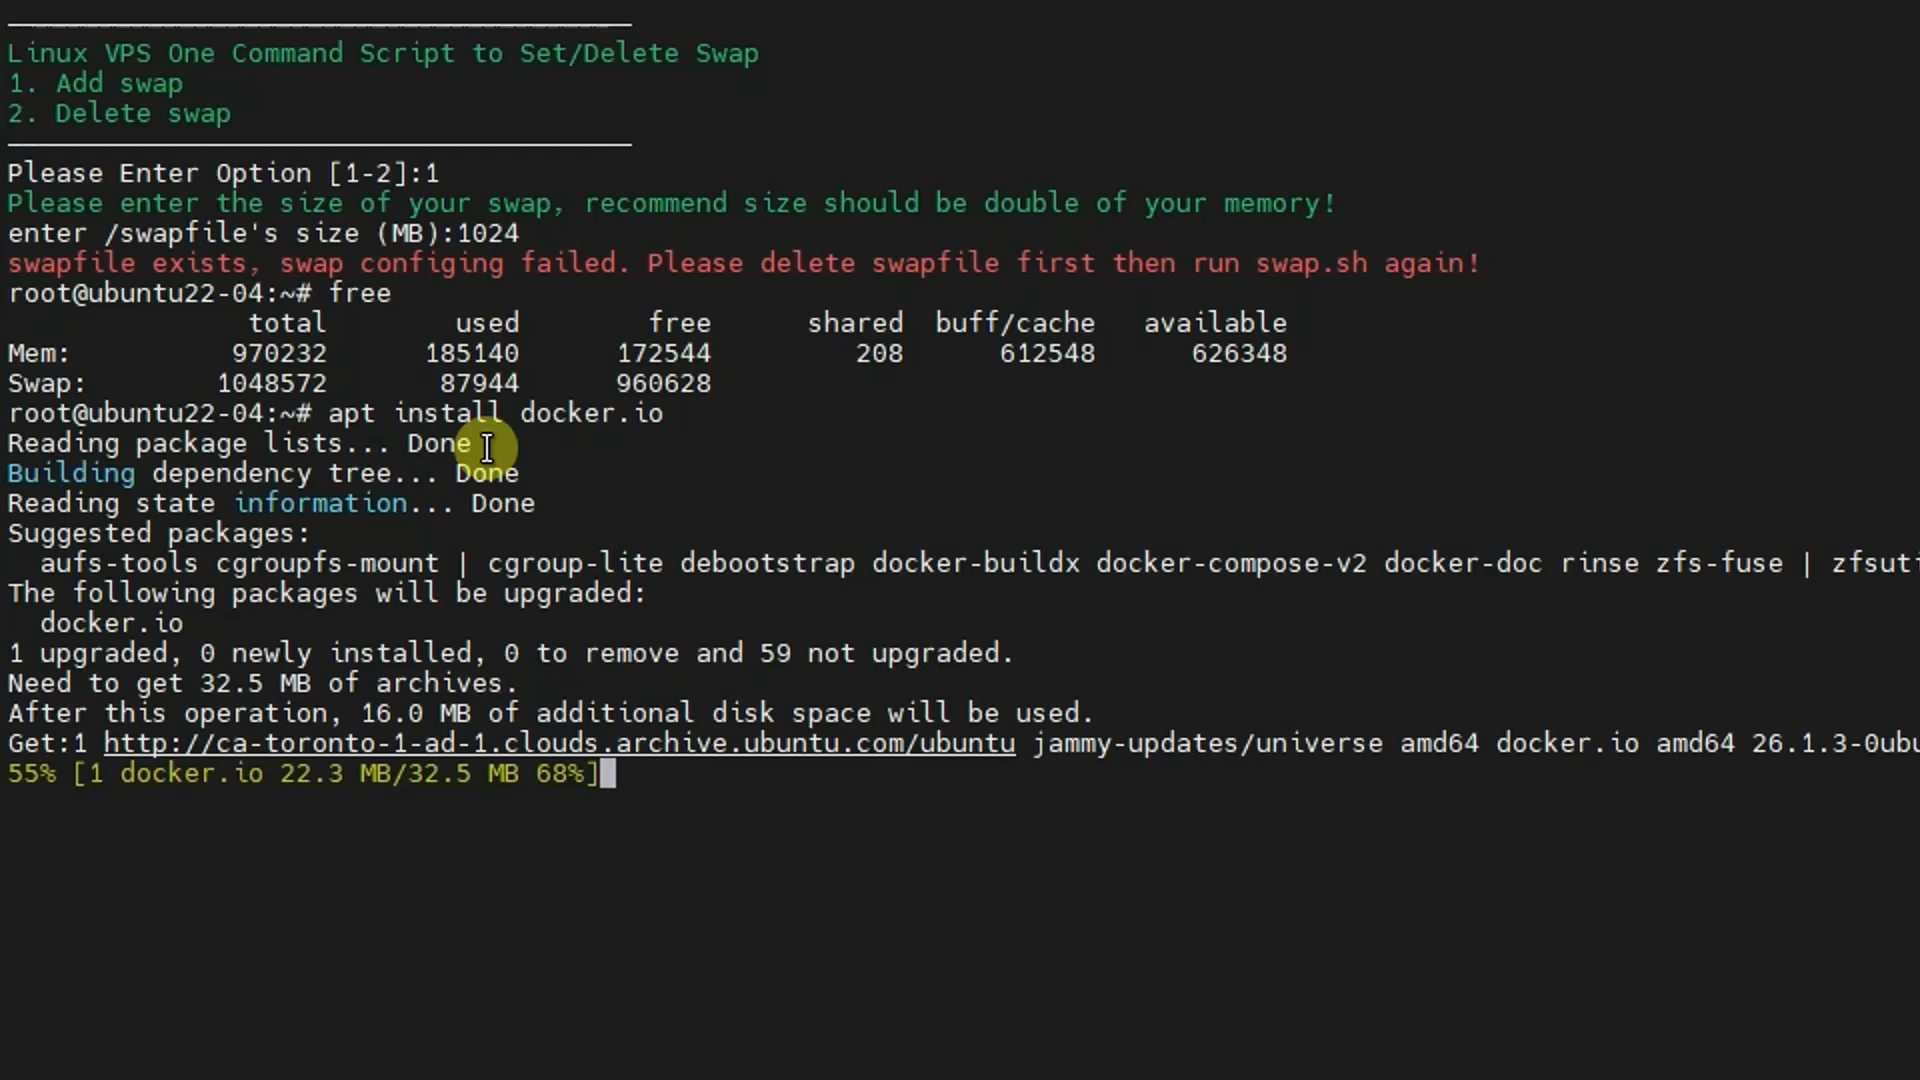 Linux VPS One Command Script to Set/Delete Swap
1. Add swap
2. Delete swap
Please Enter Option [1-2]:1
Please enter the size of your swap, recommend size should be double of your memory!
enter /swapfile's size (MB):1024
swapfile exists, swap configing failed. Please delete swapfile first then run swap.sh again!
root@ubuntu22-04:~# free
total used free shared buff/cache available
Mem: 970232 185140 172544 208 612548 626348
Swap: 1048572 87944 960628
root@ubuntu22-04:~# apt install docker.io
Reading package lists... Done
Building dependency tree... Done
Reading state information... Done
Suggested packages:
aufs-tools cgroupfs-mount | cgroup-lite debootstrap docker-buildx docker-compose-v2 docker-doc rinse zfs-fuse | zfsuti
The following packages will be upgraded:
docker.io
1 upgraded, 0 newly installed, 0 to remove and 59 not upgraded.
Need to get 32.5 MB of archives.
After this operation, 16.0 MB of additional disk space will be used.
Get:1 http://ca-toronto-1-ad-1.clouds.archive.ubuntu.com/ubuntu jammy-updates/universe amd64 docker.io amd64 26.1.3-0ubu
55% [1 docker.io 22.3 MB/32.5 MB 68%]